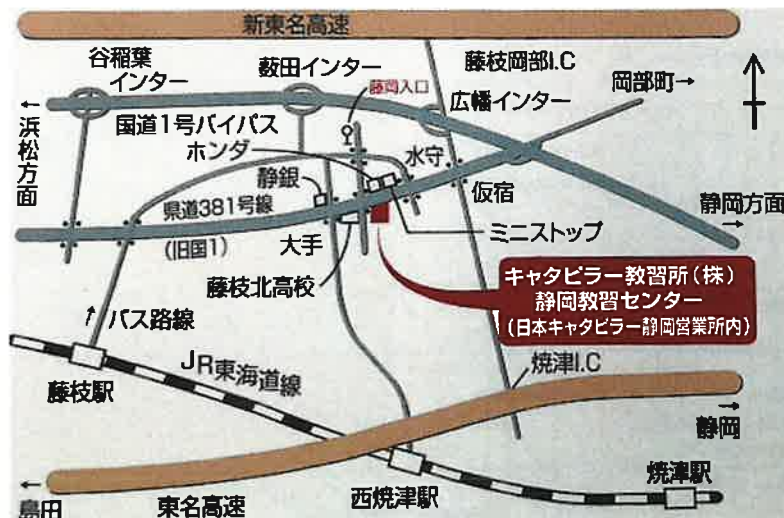 新東名高速
谷稲葉
インター
薮田インター
藤岡入口
藤枝岡部I.C
岡部町→
←
浜松方面
国道1号バイパス
広幡インター
ホンダ
水守
静銀
仮宿
県道381号線
(旧国1)
大手
ミニストップ
静岡方面
→
藤枝北高校
キャタピラー教習所(株)
静岡教習センター
(日本キャタピラー静岡営業所内)
↑バス路線
藤枝駅
JR東海道線
焼津I.C
→
静岡
←
島田
東名高速
西焼津駅
焼津駅